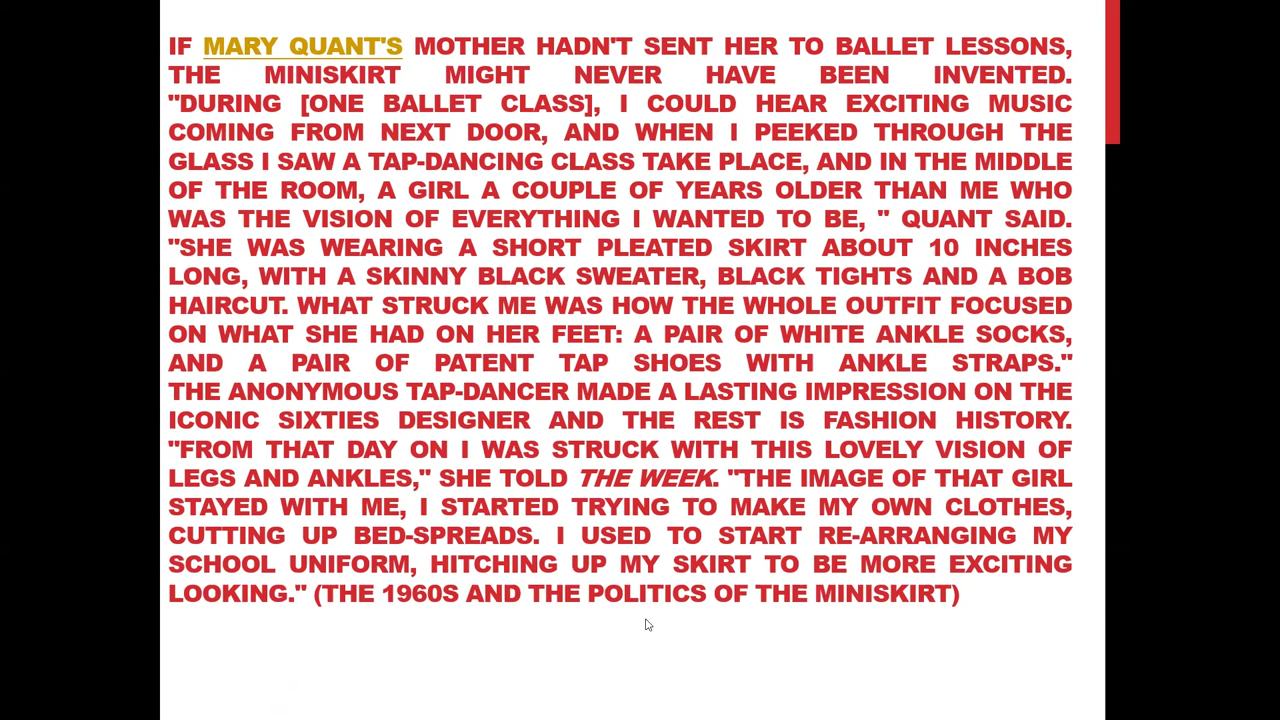 IF MARY QUANT'S MOTHER HADN'T SENT HER TO BALLET LESSONS,
THE MINISKIRT MIGHT NEVER HAVE BEEN INVENTED.
"DURING [ONE BALLET CLASS], I COULD HEAR EXCITING MUSIC
COMING FROM NEXT DOOR, AND WHEN I PEEKED THROUGH THE
GLASS I SAW A TAP-DANCING CLASS TAKE PLACE, AND IN THE MIDDLE
OF THE ROOM, A GIRL A COUPLE OF YEARS OLDER THAN ME WHO
WAS THE VISION OF EVERYTHING I WANTED TO BE, " QUANT SAID.
"SHE WAS WEARING A SHORT PLEATED SKIRT ABOUT 10 INCHES
LONG, WITH A SKINNY BLACK SWEATER, BLACK TIGHTS AND A BOB
HAIRCUT. WHAT STRUCK ME WAS HOW THE WHOLE OUTFIT FOCUSED
ON WHAT SHE HAD ON HER FEET: A PAIR OF WHITE ANKLE SOCKS,
AND A PAIR OF PATENT TAP SHOES WITH ANKLE STRAPS."
THE ANONYMOUS TAP-DANCER MADE A LASTING IMPRESSION ON THE
ICONIC SIXTIES DESIGNER AND THE REST IS FASHION HISTORY.
"FROM THAT DAY ON I WAS STRUCK WITH THIS LOVELY VISION OF
LEGS AND ANKLES," SHE TOLD THE WEEK. "THE IMAGE OF THAT GIRL
STAYED WITH ME, I STARTED TRYING TO MAKE MY OWN CLOTHES,
CUTTING UP BED-SPREADS. I USED TO START RE-ARRANGING MY
SCHOOL UNIFORM, HITCHING UP MY SKIRT TO BE MORE EXCITING
LOOKING." (THE 1960S AND THE POLITICS OF THE MINISKIRT)